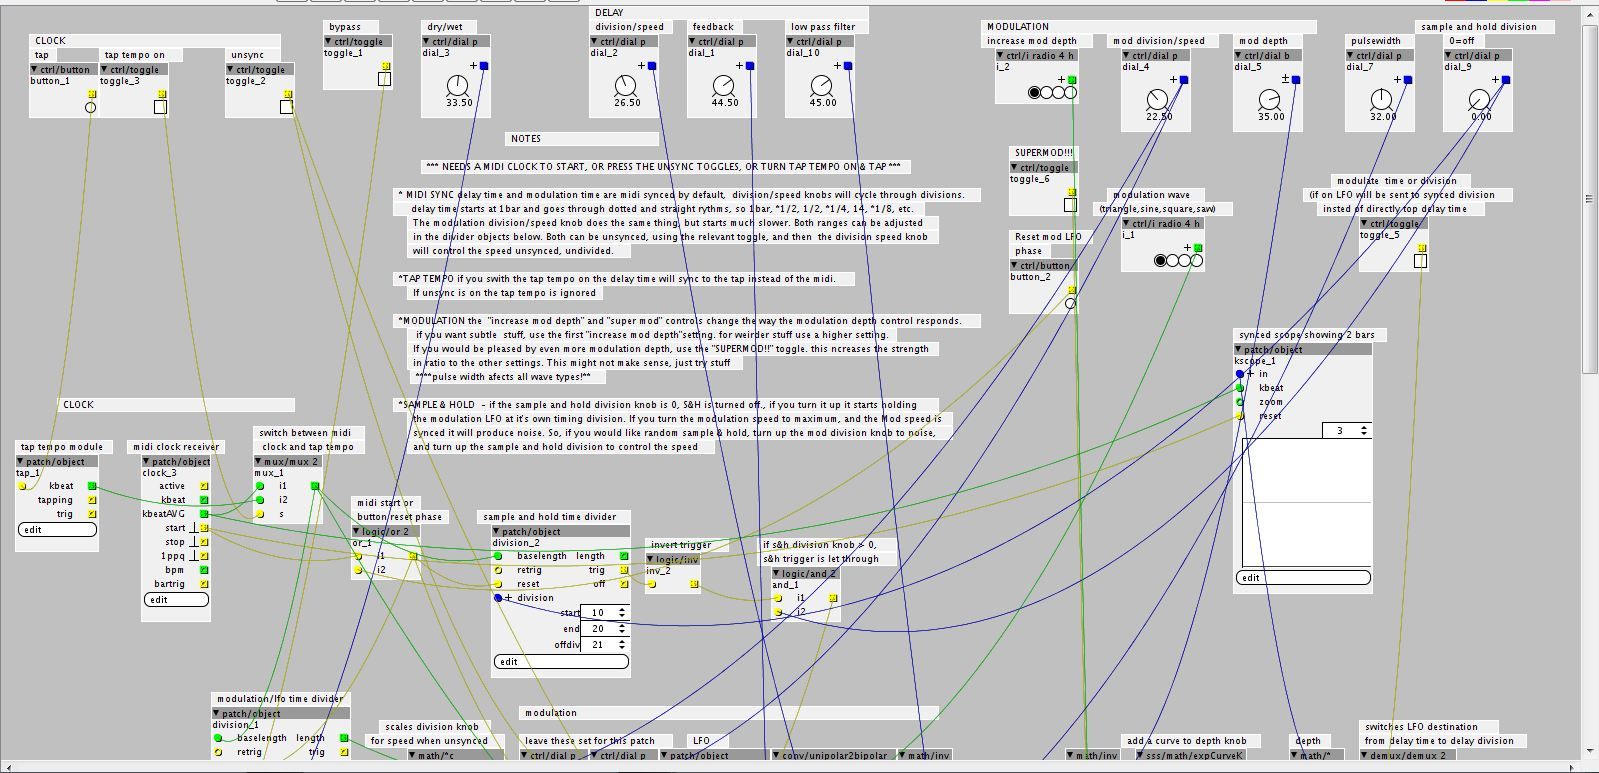 DELAY
bypass
dry/wet
division/speed
feedback
low pass filter
MODULATION
sample and hold division
CLOCK
increase mod depth
mod division/speed
mod depth
pulsewidth
0=off
tap
tap tempo on
unsync
ctrl/toggle
toggle_1
ctrl/dial p
dial_3
33.50
ctrl/dial p
dial_2
26.50
ctrl/dial p
dial_1
44.50
ctrl/dial p
dial_10
45.00
ctrl/i radio 4 h
i_2
ctrl/dial p
dial_4
22.50
ctrl/dial b
dial_5
35.00
ctrl/dial p
dial_7
32.00
ctrl/dial p
dial_9
0.00
ctrl/button
button_1
ctrl/toggle
toggle_3
ctrl/toggle
toggle_2
NOTES
*** NEEDS A MIDI CLOCK TO START, OR PRESS THE UNSYNC TOGGLES, OR TURN TAP TEMPO ON & TAP ***
* MIDI SYNC delay time and modulation time are midi synced by default, division/speed knobs will cycle through divisions.
delay time starts at 1bar and goes through dotted and straight rythms, so 1bar, *1/2, 1/2, *1/4, 14, *1/8, etc.
The modulation division/speed knob does the same thing, but starts much slower. Both ranges can be adjusted
in the divider objects below. Both can be unsynced, using the relevant toggle, and then the division speed knob
will control the speed unsynced, undivided.
*TAP TEMPO if you swith the tap tempo on the delay time will sync to the tap instead of the midi.
If unsync is on the tap tempo is ignored
*MODULATION the "increase mod depth" and "super mod" controls change the way the modulation depth control responds.
if you want subtle stuff, use the first "increase mod depth"setting. for weirder stuff use a higher setting.
If you would be pleased by even more modulation depth, use the "SUPERMOD!!" toggle. this ncreases the strength
in ratio to the other settings. This might not make sense, just try stuff
****pulse width afects all wave types!**
*SAMPLE & HOLD - if the sample and hold division knob is 0, S&H is turned off., if you turn it up it starts holding
the modulation LFO at it's own timing division. If you turn the modulation speed to maximum, and the Mod speed is
synced it will produce noise. So, if you would like random sample & hold, turn up the mod division knob to noise,
and turn up the sample and hold division to control the speed
SUPERMOD!!!
ctrl/toggle
toggle_6
modulation wave
(triangle,sine,square,saw)
ctrl/i radio 4 h
i_1
modulate time or division
(if on LFO will be sent to synced division
insted of directly top delay time
ctrl/toggle
toggle_5
Reset mod LFO
phase
ctrl/button
button_2
synced scope/showing 2 bars
patch/object
kscope_1
in
kbeat
zoom
reset
3
edit
CLOCK
tap tempo module
patch/object
tap_1
kbeat
tapping
trig
edit
midi clock receiver
patch/object
clock_3
active
kbeat
kbeatAVG
start
stop
1ppq
bpm
bartrig
edit
switch between midi
clock and tap tempo
mux/mux 2
mux_1
i1
i2
s
midi start or
button reset phase
logic/or 2
or_1
i1
i2
sample and hold time divider
patch/object
division_2
baselength length
retrig trig
reset off
division
start 10
end 20
offdiv 21
edit
invert trigger
logic/inv
inv_2
if s&h division knob > 0,
s&h trigger is let through
logic/and 2
and_1
i1
i2
modulation/lfo time divider
patch/object
division_1
baselength length
retrig trig
scales division knob
for speed when unsynced
math/*c
modulation
leave these set for this patch
ctrl/dial p
ctrl/dial p
LFO
patch/object
conv/unipolar2bipolar
math/inv
math/inv
add a curve to depth knob
sss/math/expCurveK
depth
math/*
switches LFO destination
from delay time to delay division
demux/demux 2